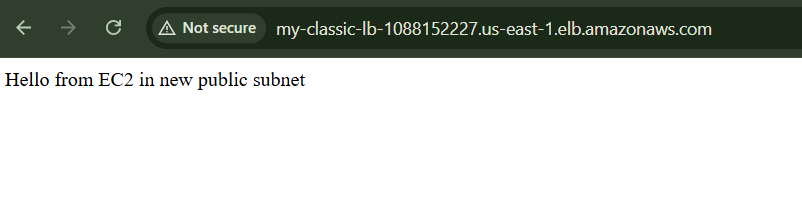 Not secure my-classic-lb-1088152227.us-east-1.elb.amazonaws.com
Hello from EC2 in new public subnet